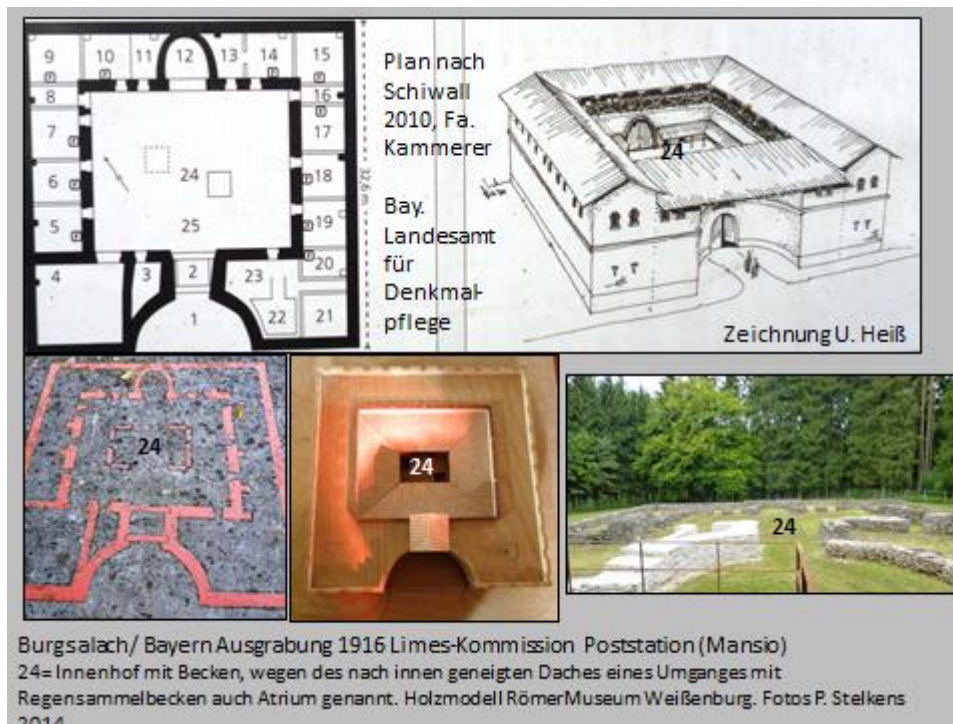 9 10 11 12 13 14 15
8 16
7 17
24
6 18
25
5 19
20
4 3 2 23
1 22 21
32,6 m
Plan nach
Schiwall
2010, Fa.
Kammerer
Bay.
Landesamt
für
Denkmal-
pflege
24
Zeichnung U. Heiß
24
24
24
Burgsalach/ Bayern Ausgrabung 1916 Limes-Kommission Poststation (Mansio)
24= Innenhof mit Becken, wegen des nach innen geneigten Daches eines Umganges mit
Regensammelbecken auch Atrium genannt. Holzmodell RömerMuseum Weißenburg. Fotos P. Stelkens
2014